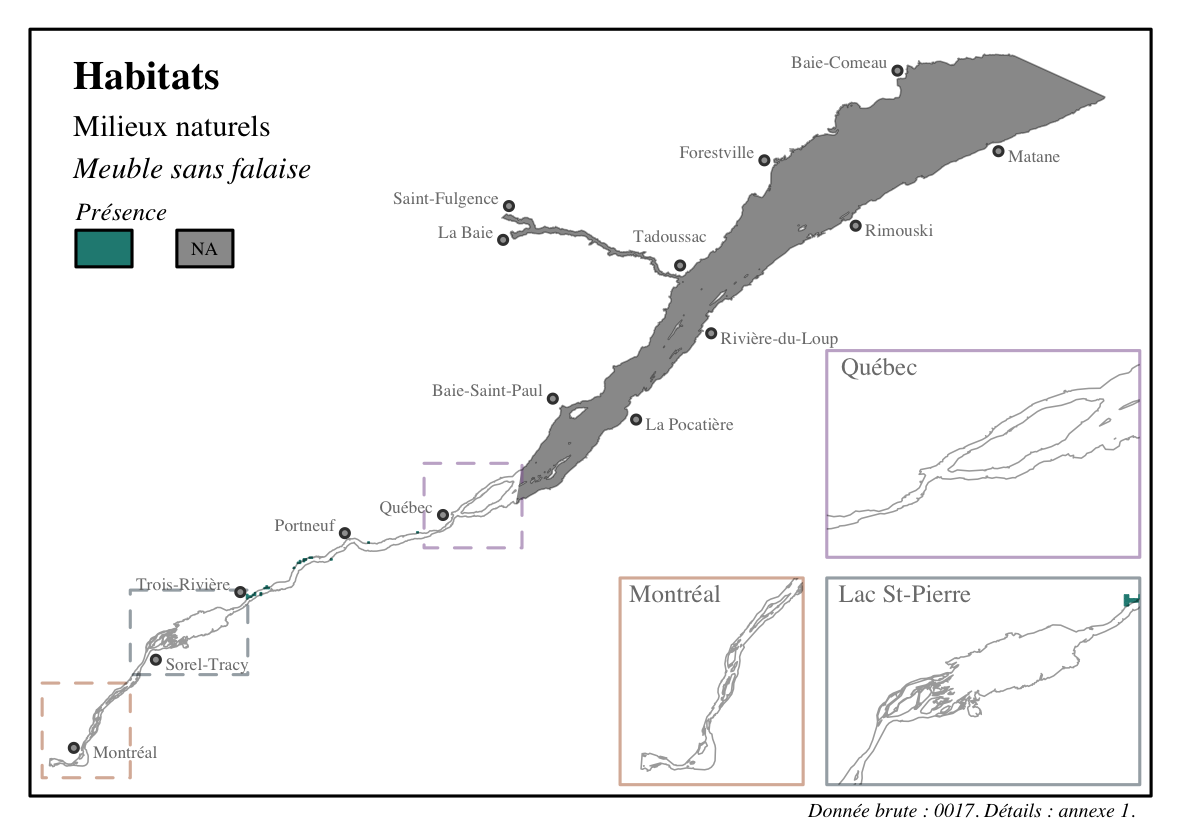 Habitats
Milieux naturels
Meuble sans falaise
Présence
NA
Baie-Comeau
Matane
Forestville
Saint-Fulgence
La Baie
Tadoussac
Rimouski
Rivière-du-Loup
Baie-Saint-Paul
La Pocatière
Québec
Portneuf
Trois-Rivière
Sorel-Tracy
Montréal
Québec
Montréal
Lac St-Pierre
Donnée brute : 0017. Détails : annexe 1.